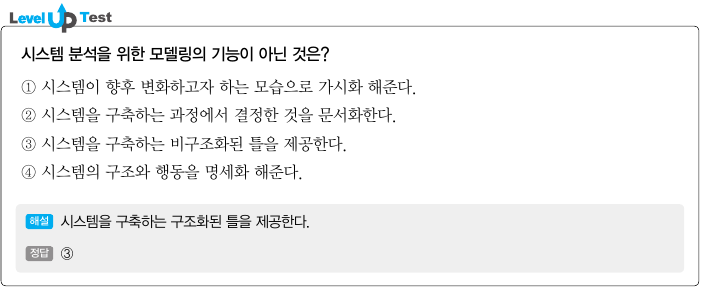 Level Up Test
시스템 분석을 위한 모델링의 기능이 아닌 것은?
① 시스템이 향후 변화하고자 하는 모습으로 가시화 해준다.
② 시스템을 구축하는 과정에서 결정한 것을 문서화한다.
③ 시스템을 구축하는 비구조화된 틀을 제공한다.
④ 시스템의 구조와 행동을 명세화 해준다.
해설 시스템을 구축하는 구조화된 틀을 제공한다.
정답 ③